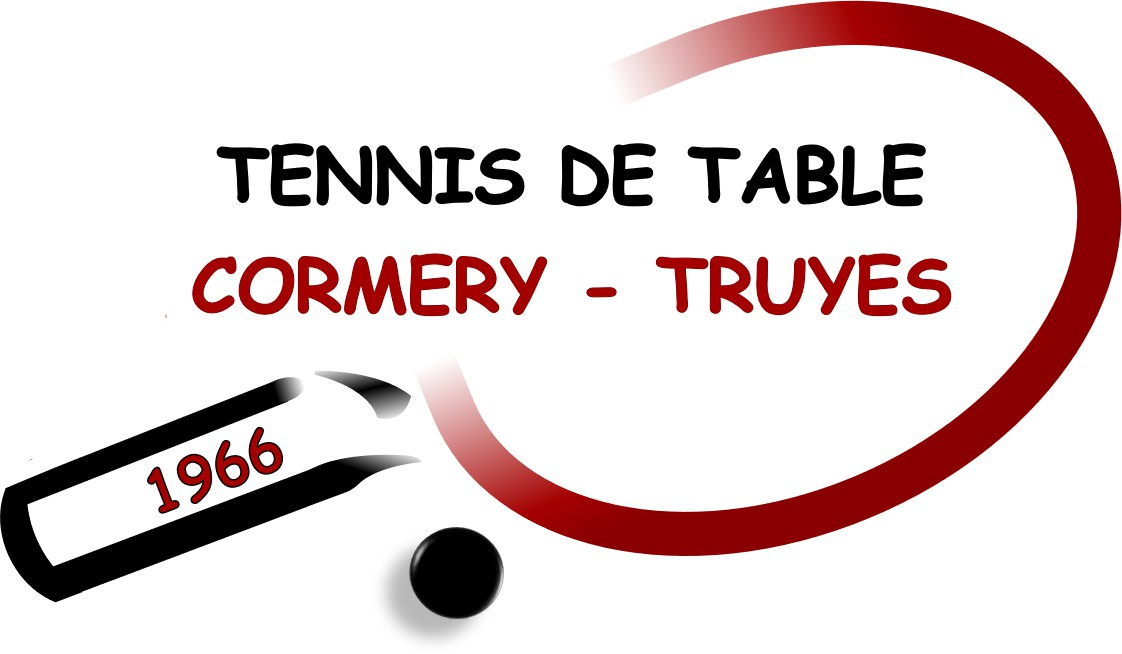 TENNIS DE TABLE
CORMERY - TRUYES
1966